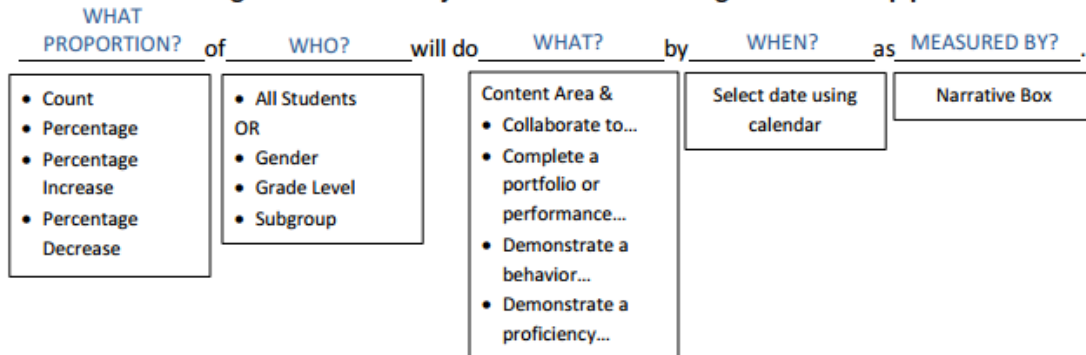 WHAT
PROPORTION? of WHO? will do WHAT? by WHEN? as MEASURED BY? .
• Count
• Percentage
• Percentage
Increase
• Percentage
Decrease
• All Students
OR
• Gender
• Grade Level
• Subgroup
Content Area &
• Collaborate to...
• Complete a
portfolio or
performance...
• Demonstrate a
behavior...
• Demonstrate a
proficiency...
Select date using
calendar
Narrative Box